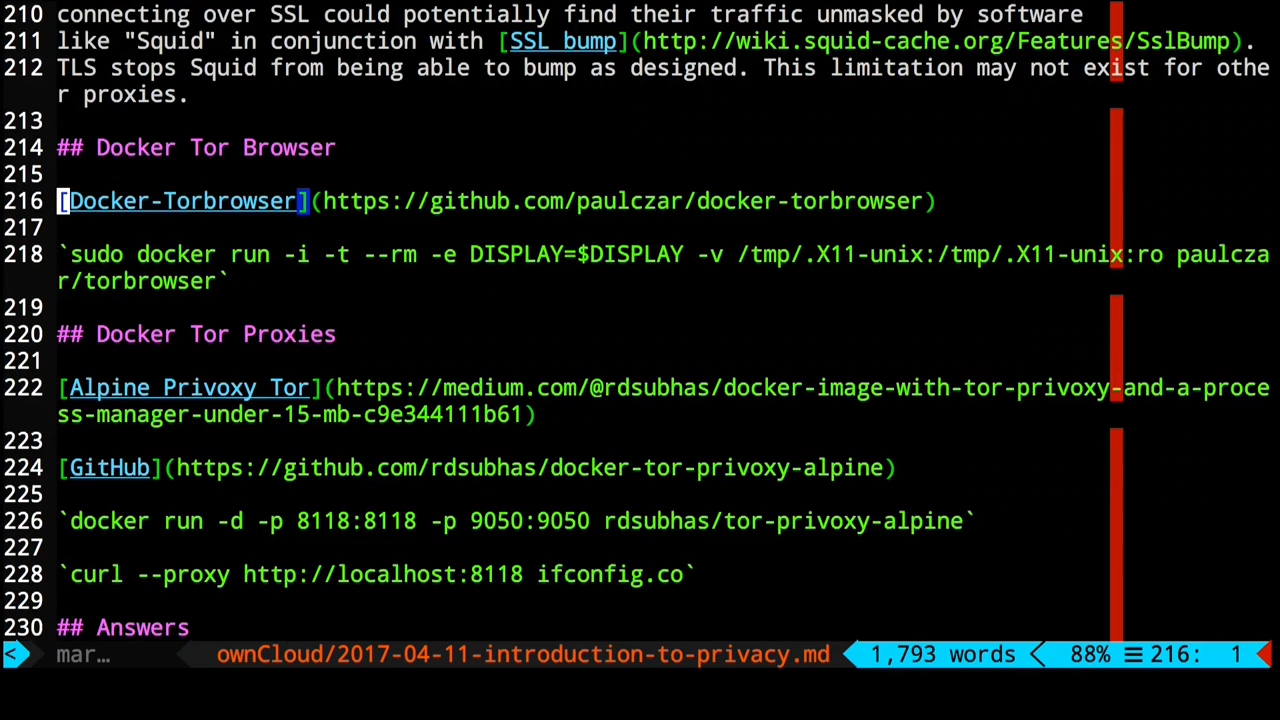 210 connecting over SSL could potentially find their traffic unmasked by software
211 like "Squid" in conjunction with [SSL bump](http://wiki.squid-cache.org/Features/SslBump).
212 TLS stops Squid from being able to bump as designed. This limitation may not exist for othe
r proxies.
213
214 ## Docker Tor Browser
215
216 [Docker-Torbrowser](https://github.com/paulczar/docker-torbrowser)
217
218 `sudo docker run -i -t --rm -e DISPLAY=$DISPLAY -v /tmp/.X11-unix:/tmp/.X11-unix:ro paulcza
r/torbrowser`
219
220 ## Docker Tor Proxies
221
222 [Alpine Privoxy Tor](https://medium.com/@rdsubhas/docker-image-with-tor-privoxy-and-a-proce
ss-manager-under-15-mb-c9e344111b61)
223
224 [GitHub](https://github.com/rdsubhas/docker-tor-privoxy-alpine)
225
226 `docker run -d -p 8118:8118 -p 9050:9050 rdsubhas/tor-privoxy-alpine`
227
228 `curl --proxy http://localhost:8118 ifconfig.co`
229
230 ## Answers
< mar… ownCloud/2017-04-11-introduction-to-privacy.md 1,793 words < 88% ☰ 216: 1